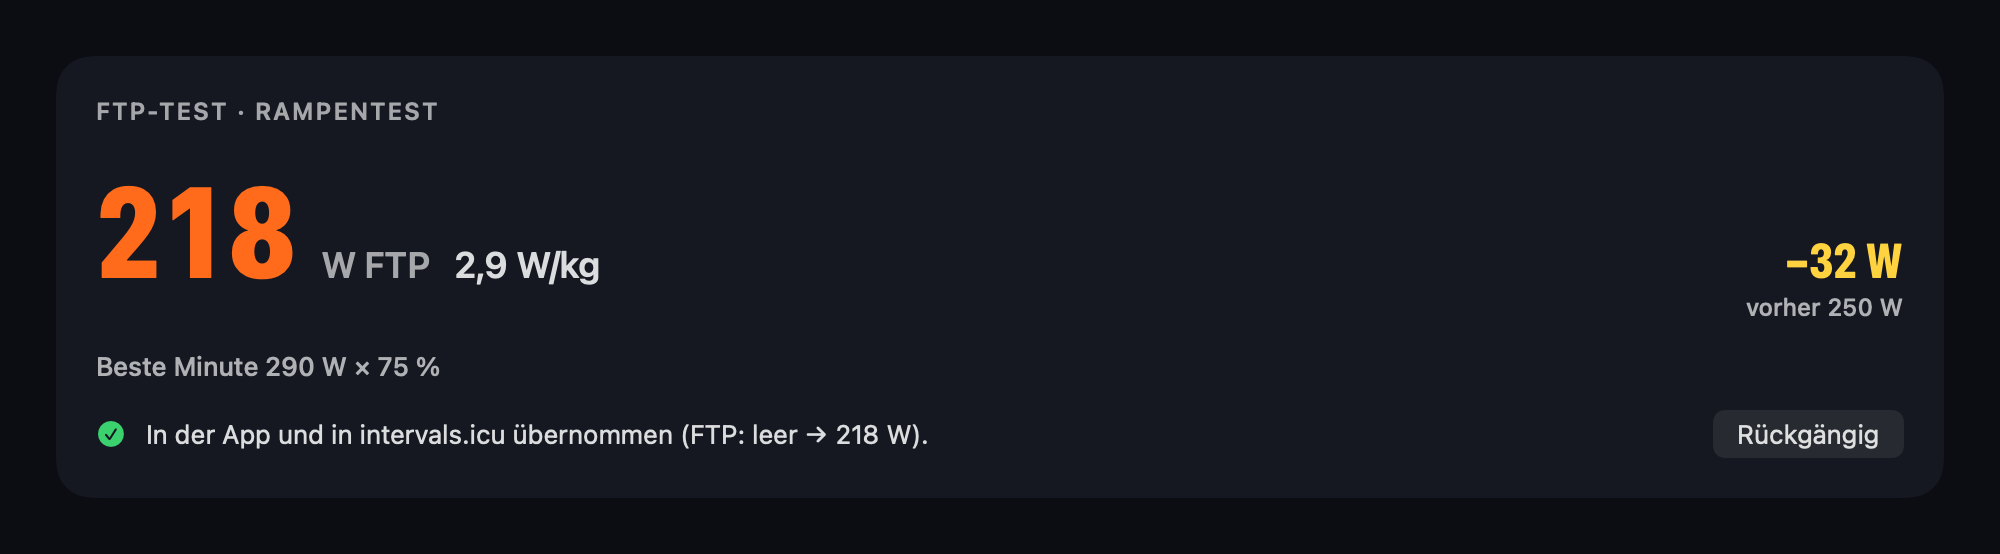 FTP-TEST · RAMPENTEST
218 W FTP 2,9 W/kg
−32 W
vorher 250 W
Beste Minute 290 W × 75 %
In der App und in intervals.icu übernommen (FTP: leer → 218 W).
Rückgängig